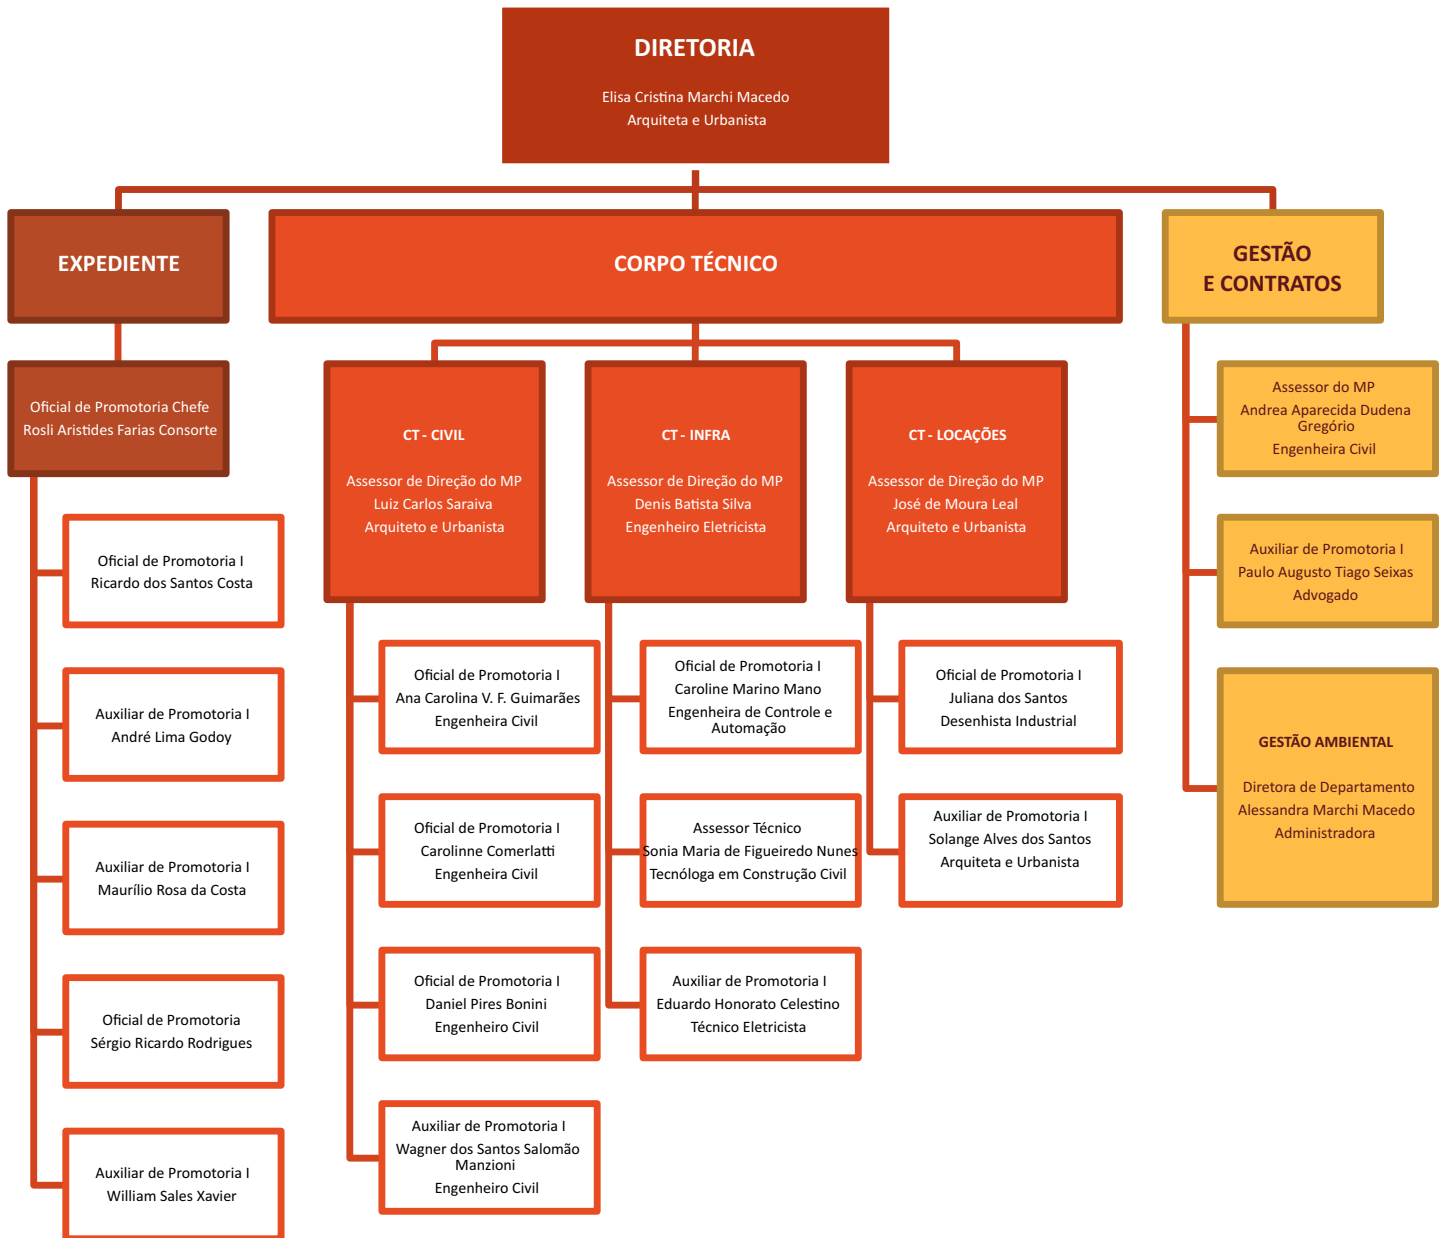 DIRETORIA
Elisa Cristina Marchi Macedo
Arquiteta e Urbanista
EXPEDIENTE
Oficial de Promotoria Chefe
Rosli Aristides Farias Consorte
Oficial de Promotoria I
Ricardo dos Santos Costa
Auxiliar de Promotoria I
André Lima Godoy
Auxiliar de Promotoria I
Maurílio Rosa da Costa
Oficial de Promotoria
Sérgio Ricardo Rodrigues
Auxiliar de Promotoria I
William Sales Xavier
CORPO TÉCNICO
CT - CIVIL
Assessor de Direção do MP
Luiz Carlos Saraiva
Arquiteto e Urbanista
Oficial de Promotoria I
Ana Carolina V. F. Guimarães
Engenheira Civil
Oficial de Promotoria I
Carolinne Comerlatti
Engenheira Civil
Oficial de Promotoria I
Daniel Pires Bonini
Engenheiro Civil
Auxiliar de Promotoria I
Wagner dos Santos Salomão
Manzioni
Engenheiro Civil
CT - INFRA
Assessor de Direção do MP
Denis Batista Silva
Engenheiro Eletricista
Oficial de Promotoria I
Caroline Marino Mano
Engenheira de Controle e
Automação
Assessor Técnico
Sonia Maria de Figueiredo Nunes
Tecnóloga em Construção Civil
Auxiliar de Promotoria I
Eduardo Honorato Celestino
Técnico Eletricista
CT - LOCAÇÕES
Assessor de Direção do MP
José de Moura Leal
Arquiteto e Urbanista
Oficial de Promotoria I
Juliana dos Santos
Desenhista Industrial
Auxiliar de Promotoria I
Solange Alves dos Santos
Arquiteta e Urbanista
GESTÃO
E CONTRATOS
Assessor do MP
Andrea Aparecida Dudena
Gregório
Engenheira Civil
Auxiliar de Promotoria I
Paulo Augusto Tiago Seixas
Advogado
GESTÃO AMBIENTAL
Diretora de Departamento
Alessandra Marchi Macedo
Administradora